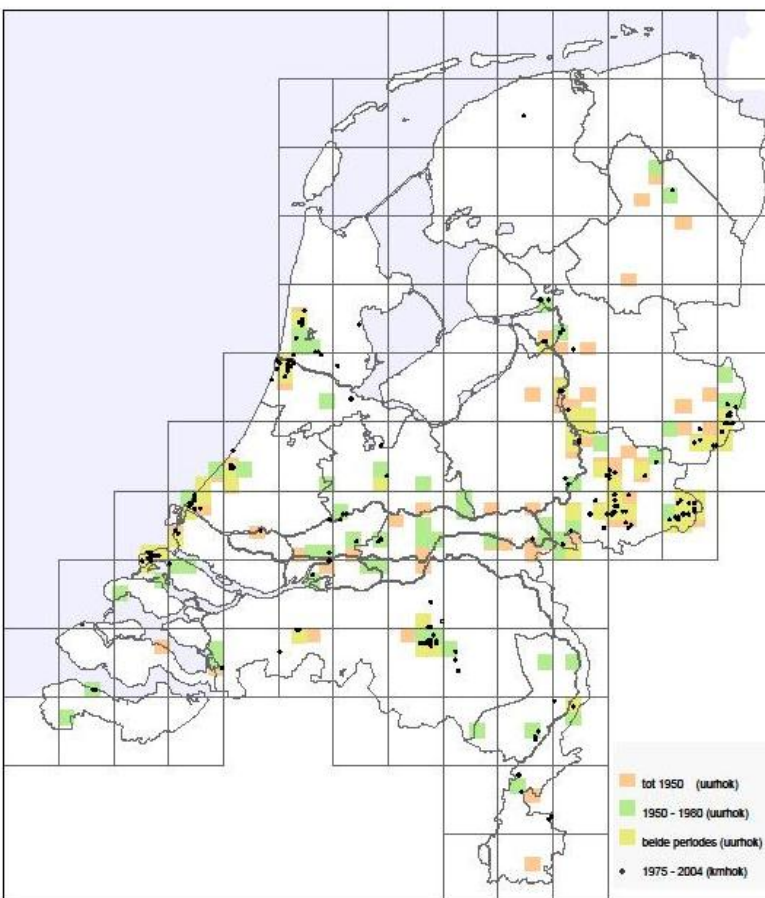 tot 1950 (uurhok)
1950 - 1960 (uurhok)
beide periodes (uurhok)
1975 - 2004 (kmhok)